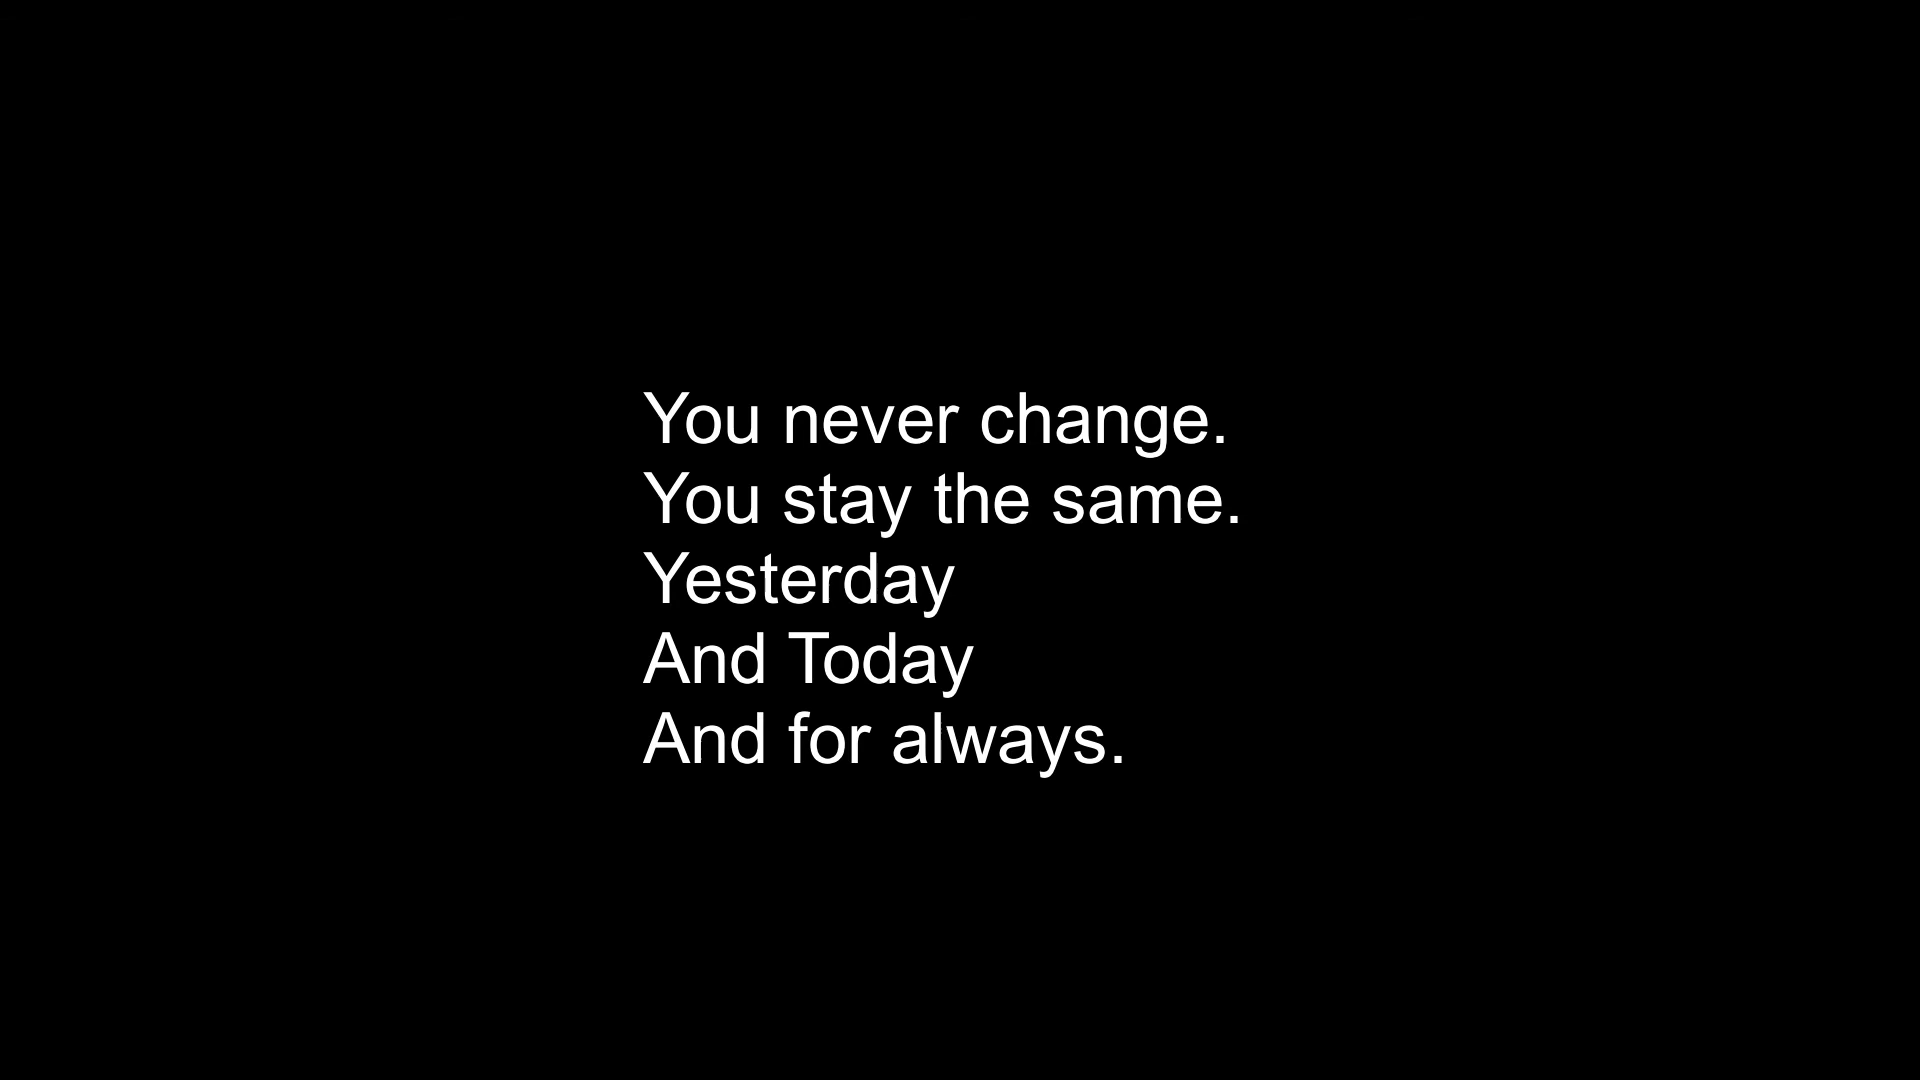 You never change.
You stay the same.
Yesterday
And Today
And for always.